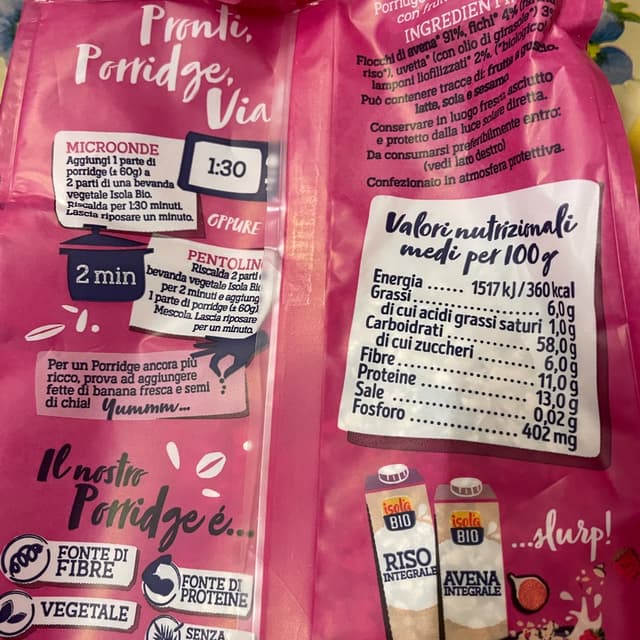 Pronti,
Porridge,
Via
MICROONDE
Aggiungi 1 parte di
porridge (± 60g) a
2 parti di una bevanda
vegetale Isola Bio.
Riscalda per 1:30 minuti.
Lascia riposare un minuto.
1:30
OPPURE
PENTOLIN
Riscalda 2 parti
bevanda vegetale Isola Bio
per 2 minuti e aggiung
1 parte di porridge (± 60g)
Mescola. Lascia riposare
per un minuto.
2 min
Per un Porridge ancora più
ricco, prova ad aggiungere
fette di banana fresca e semi
di chia! Yummm...
Il nostro
Porridge é...
FONTE DI
FIBRE
FONTE DI
PROTEINE
VEGETALE
SENZA
con
INGREDIENTI
Fiocchi di avena* 91%, fichi* 4%
riso*), uvetta* (con olio di girasole*) 3%
lamponi liofilizzati* 2%. (*biologico)
Può contenere tracce di: frutta a guscio,
latte, soia e sesamo
Conservare in luogo fresco, asciutto
e protetto dalla luce solare diretta.
Da consumarsi preferibilmente entro:
(vedi lato destro)
Confezionato in atmosfera protettiva.
Valori nutrizionali
medi per 100g
Energia ...... 1517 kJ / 360 kcal
Grassi ...... 6,0g
di cui acidi grassi saturi 1,0g
Carboidrati ...... 58,0g
di cui zuccheri ...... 6,0g
Fibre ...... 11,0g
Proteine ...... 13,0g
Sale ...... 0,02g
Fosforo ...... 402 mg
isola
BIO
RISO
INTEGRALE
isola
BIO
AVENA
INTEGRALE
...slurp!